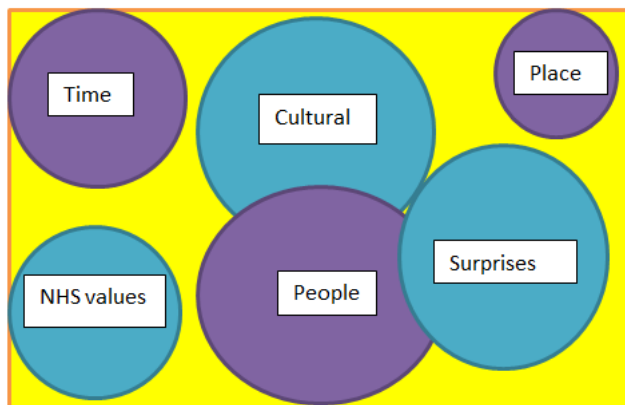 Time
Cultural
Place
NHS values
People
Surprises